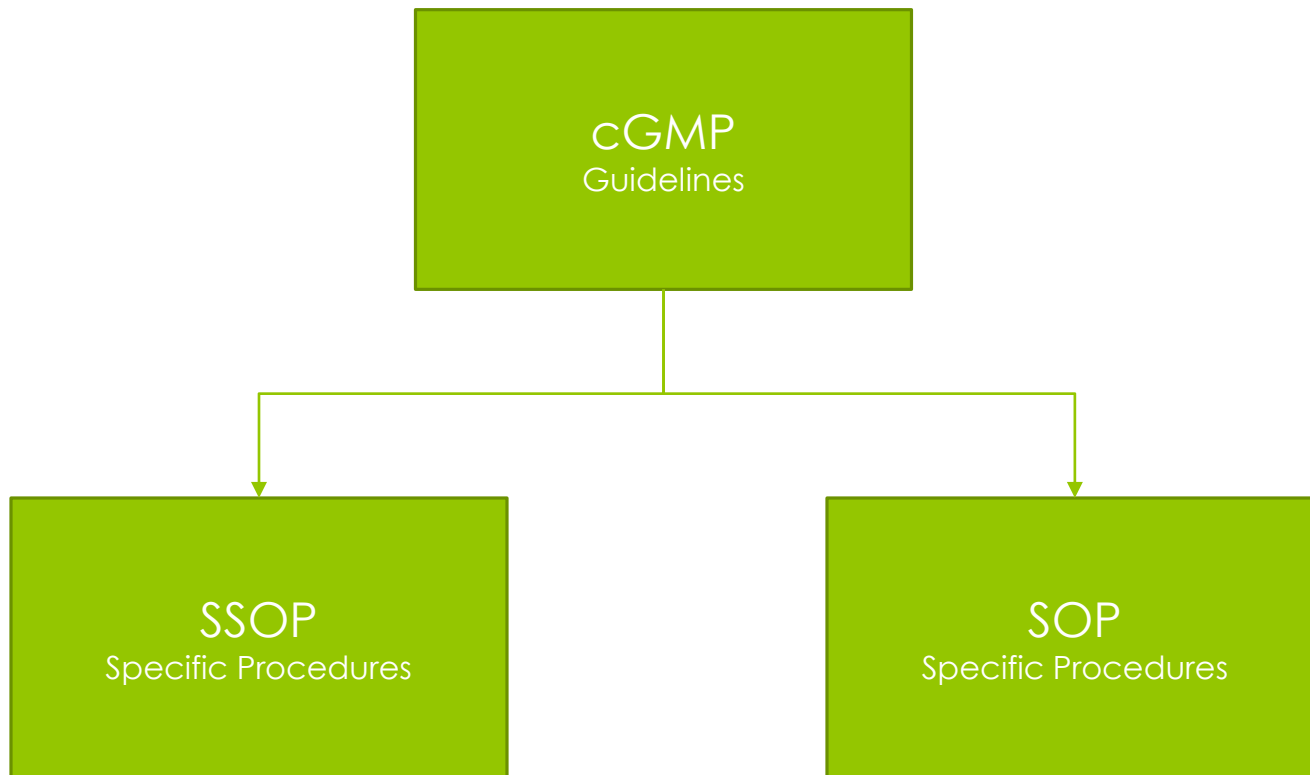 cGMP
Guidelines
SSOP
Specific Procedures
SOP
Specific Procedures